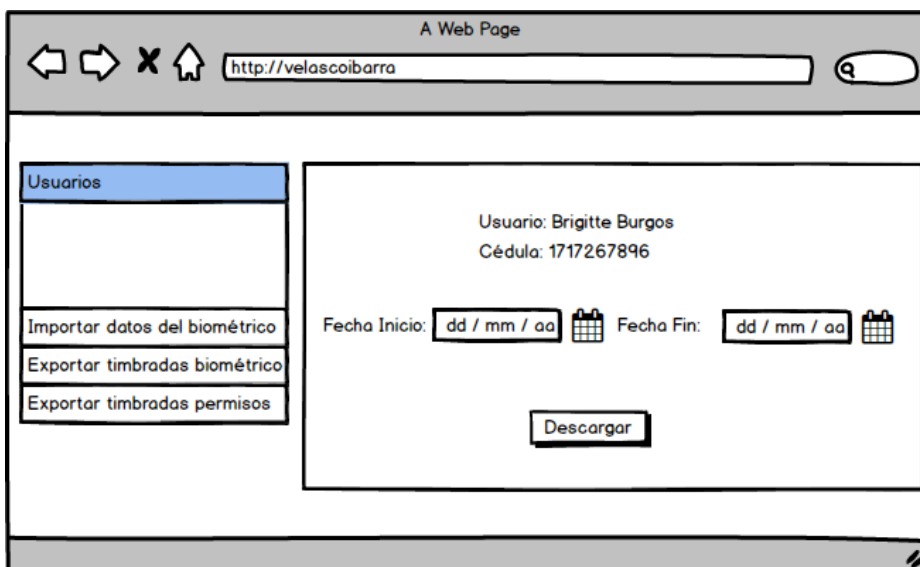 A Web Page
http://velascoibarra
Usuarios
Importar datos del biométrico
Exportar timbradas biométrico
Exportar timbradas permisos
Usuario: Brigitte Burgos
Cédula: 1717267896
Fecha Inicio: dd / mm / aa Fecha Fin: dd / mm / aa
Descargar